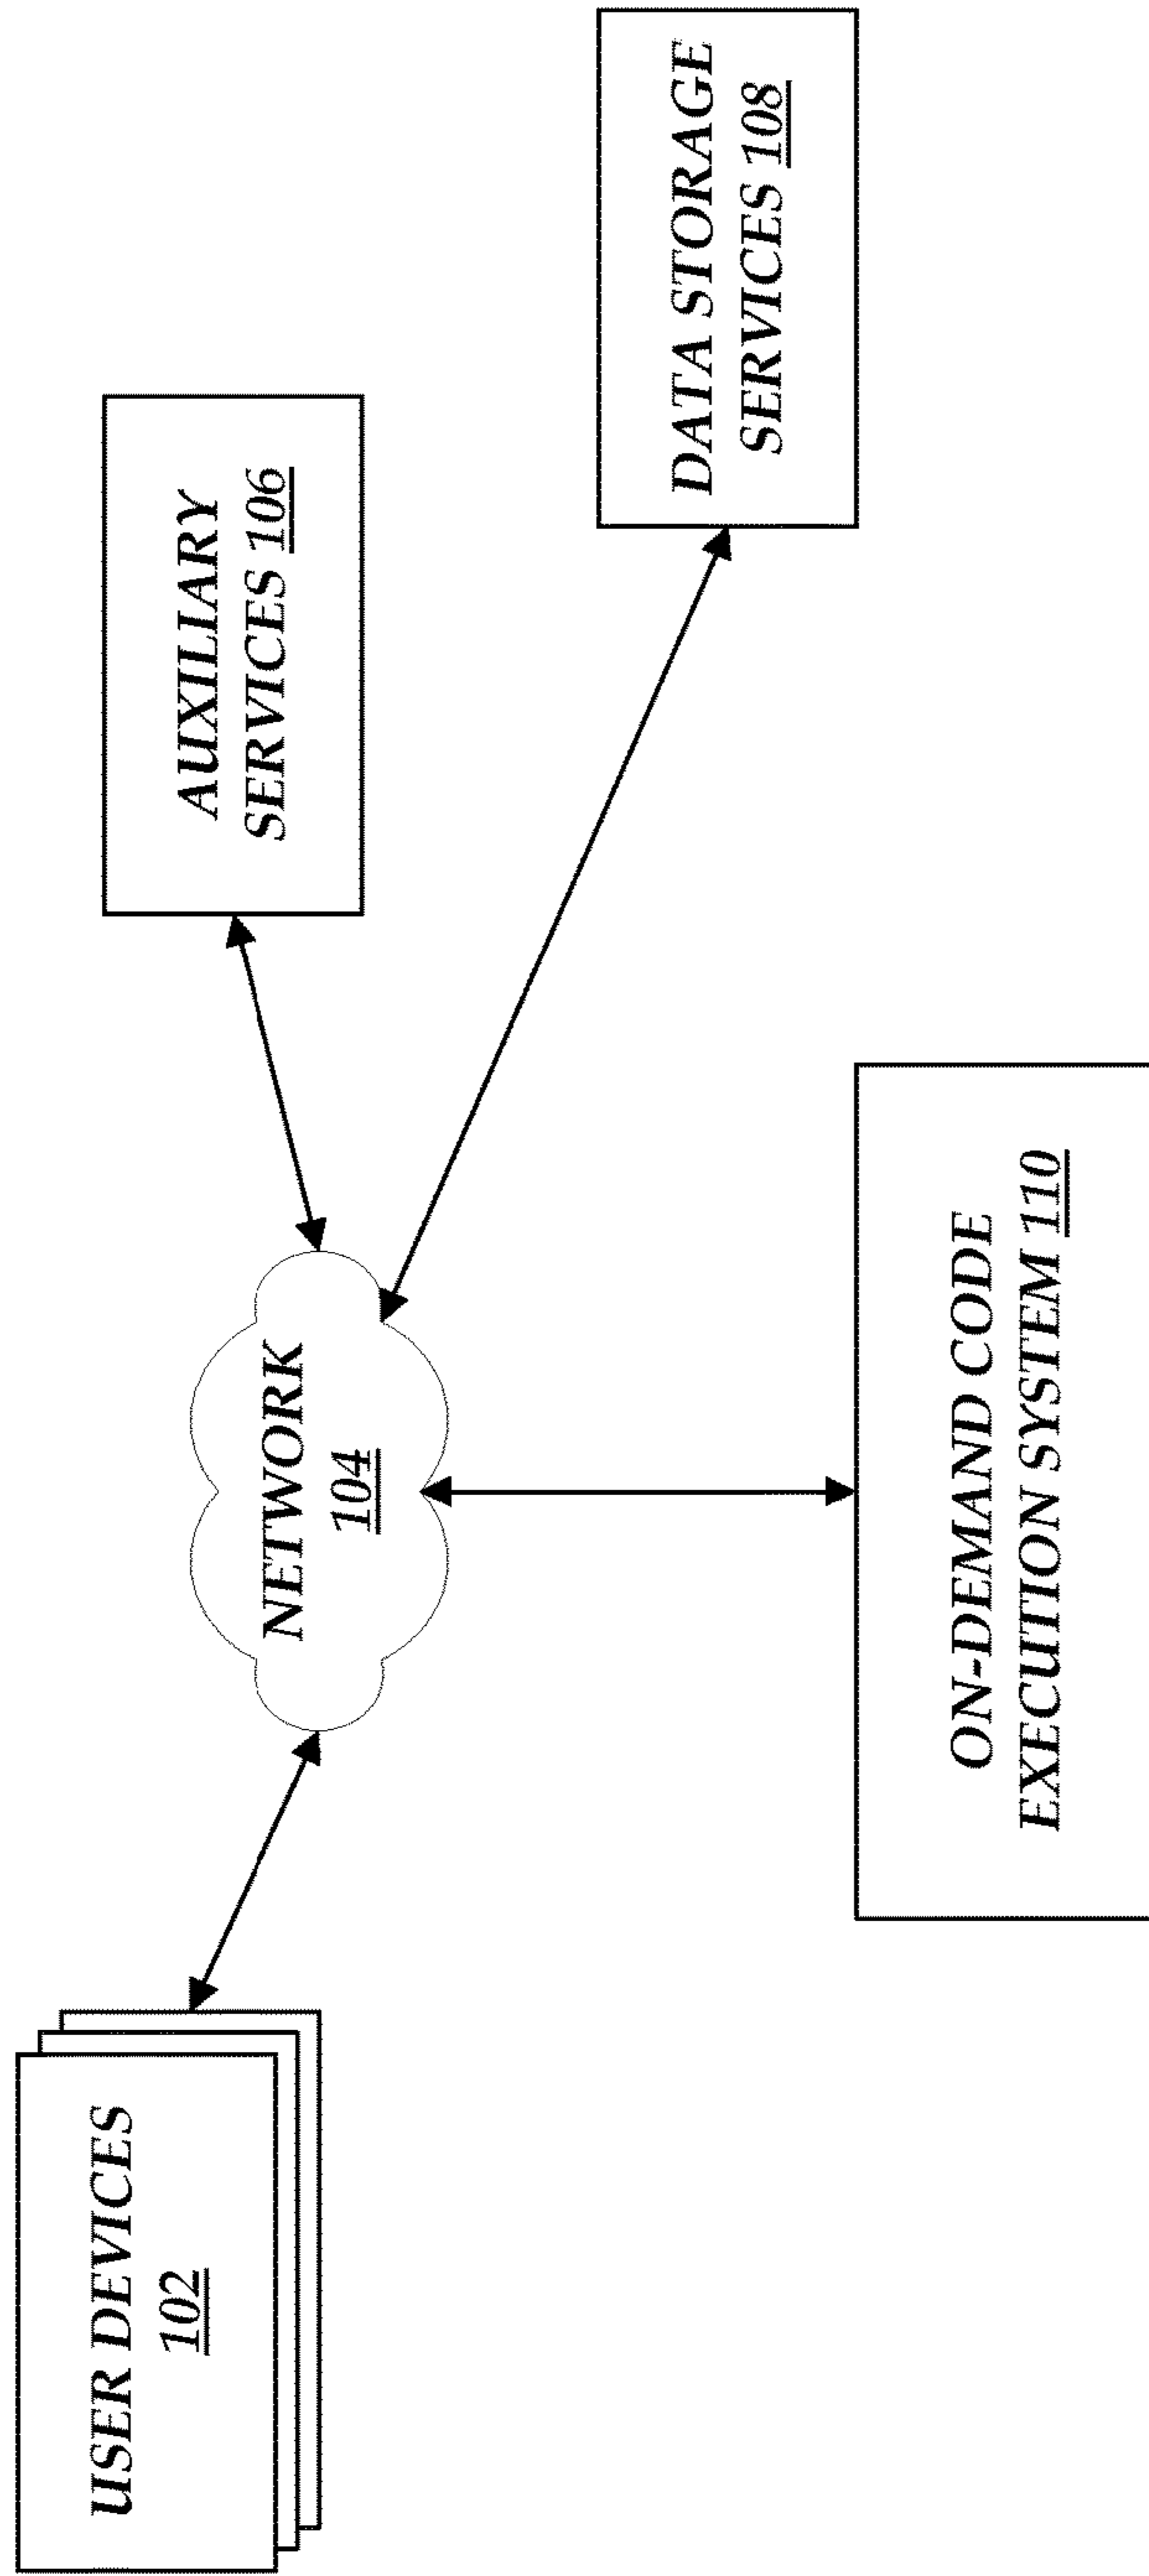 USER DEVICES
102
NETWORK
104
AUXILIARY
SERVICES 106
DATA STORAGE
SERVICES 108
ON-DEMAND CODE
EXECUTION SYSTEM 110